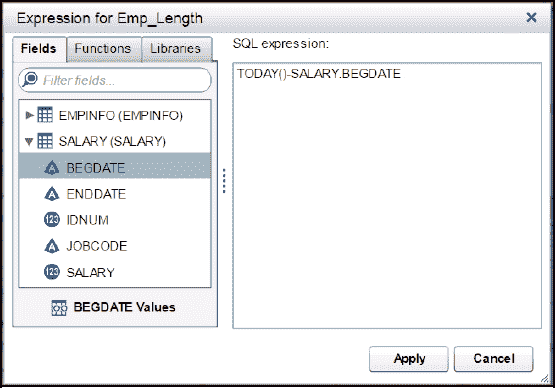 Expression for Emp_Length
Fields Functions Libraries
SQL expression:
Filter fields...
TODAY()-SALARY.BEGDATE
EMPINFO (EMPINFO)
SALARY (SALARY)
A BEGDATE
A ENDDATE
123 IDNUM
A JOBCODE
123 SALARY
BEGDATE Values
Apply Cancel